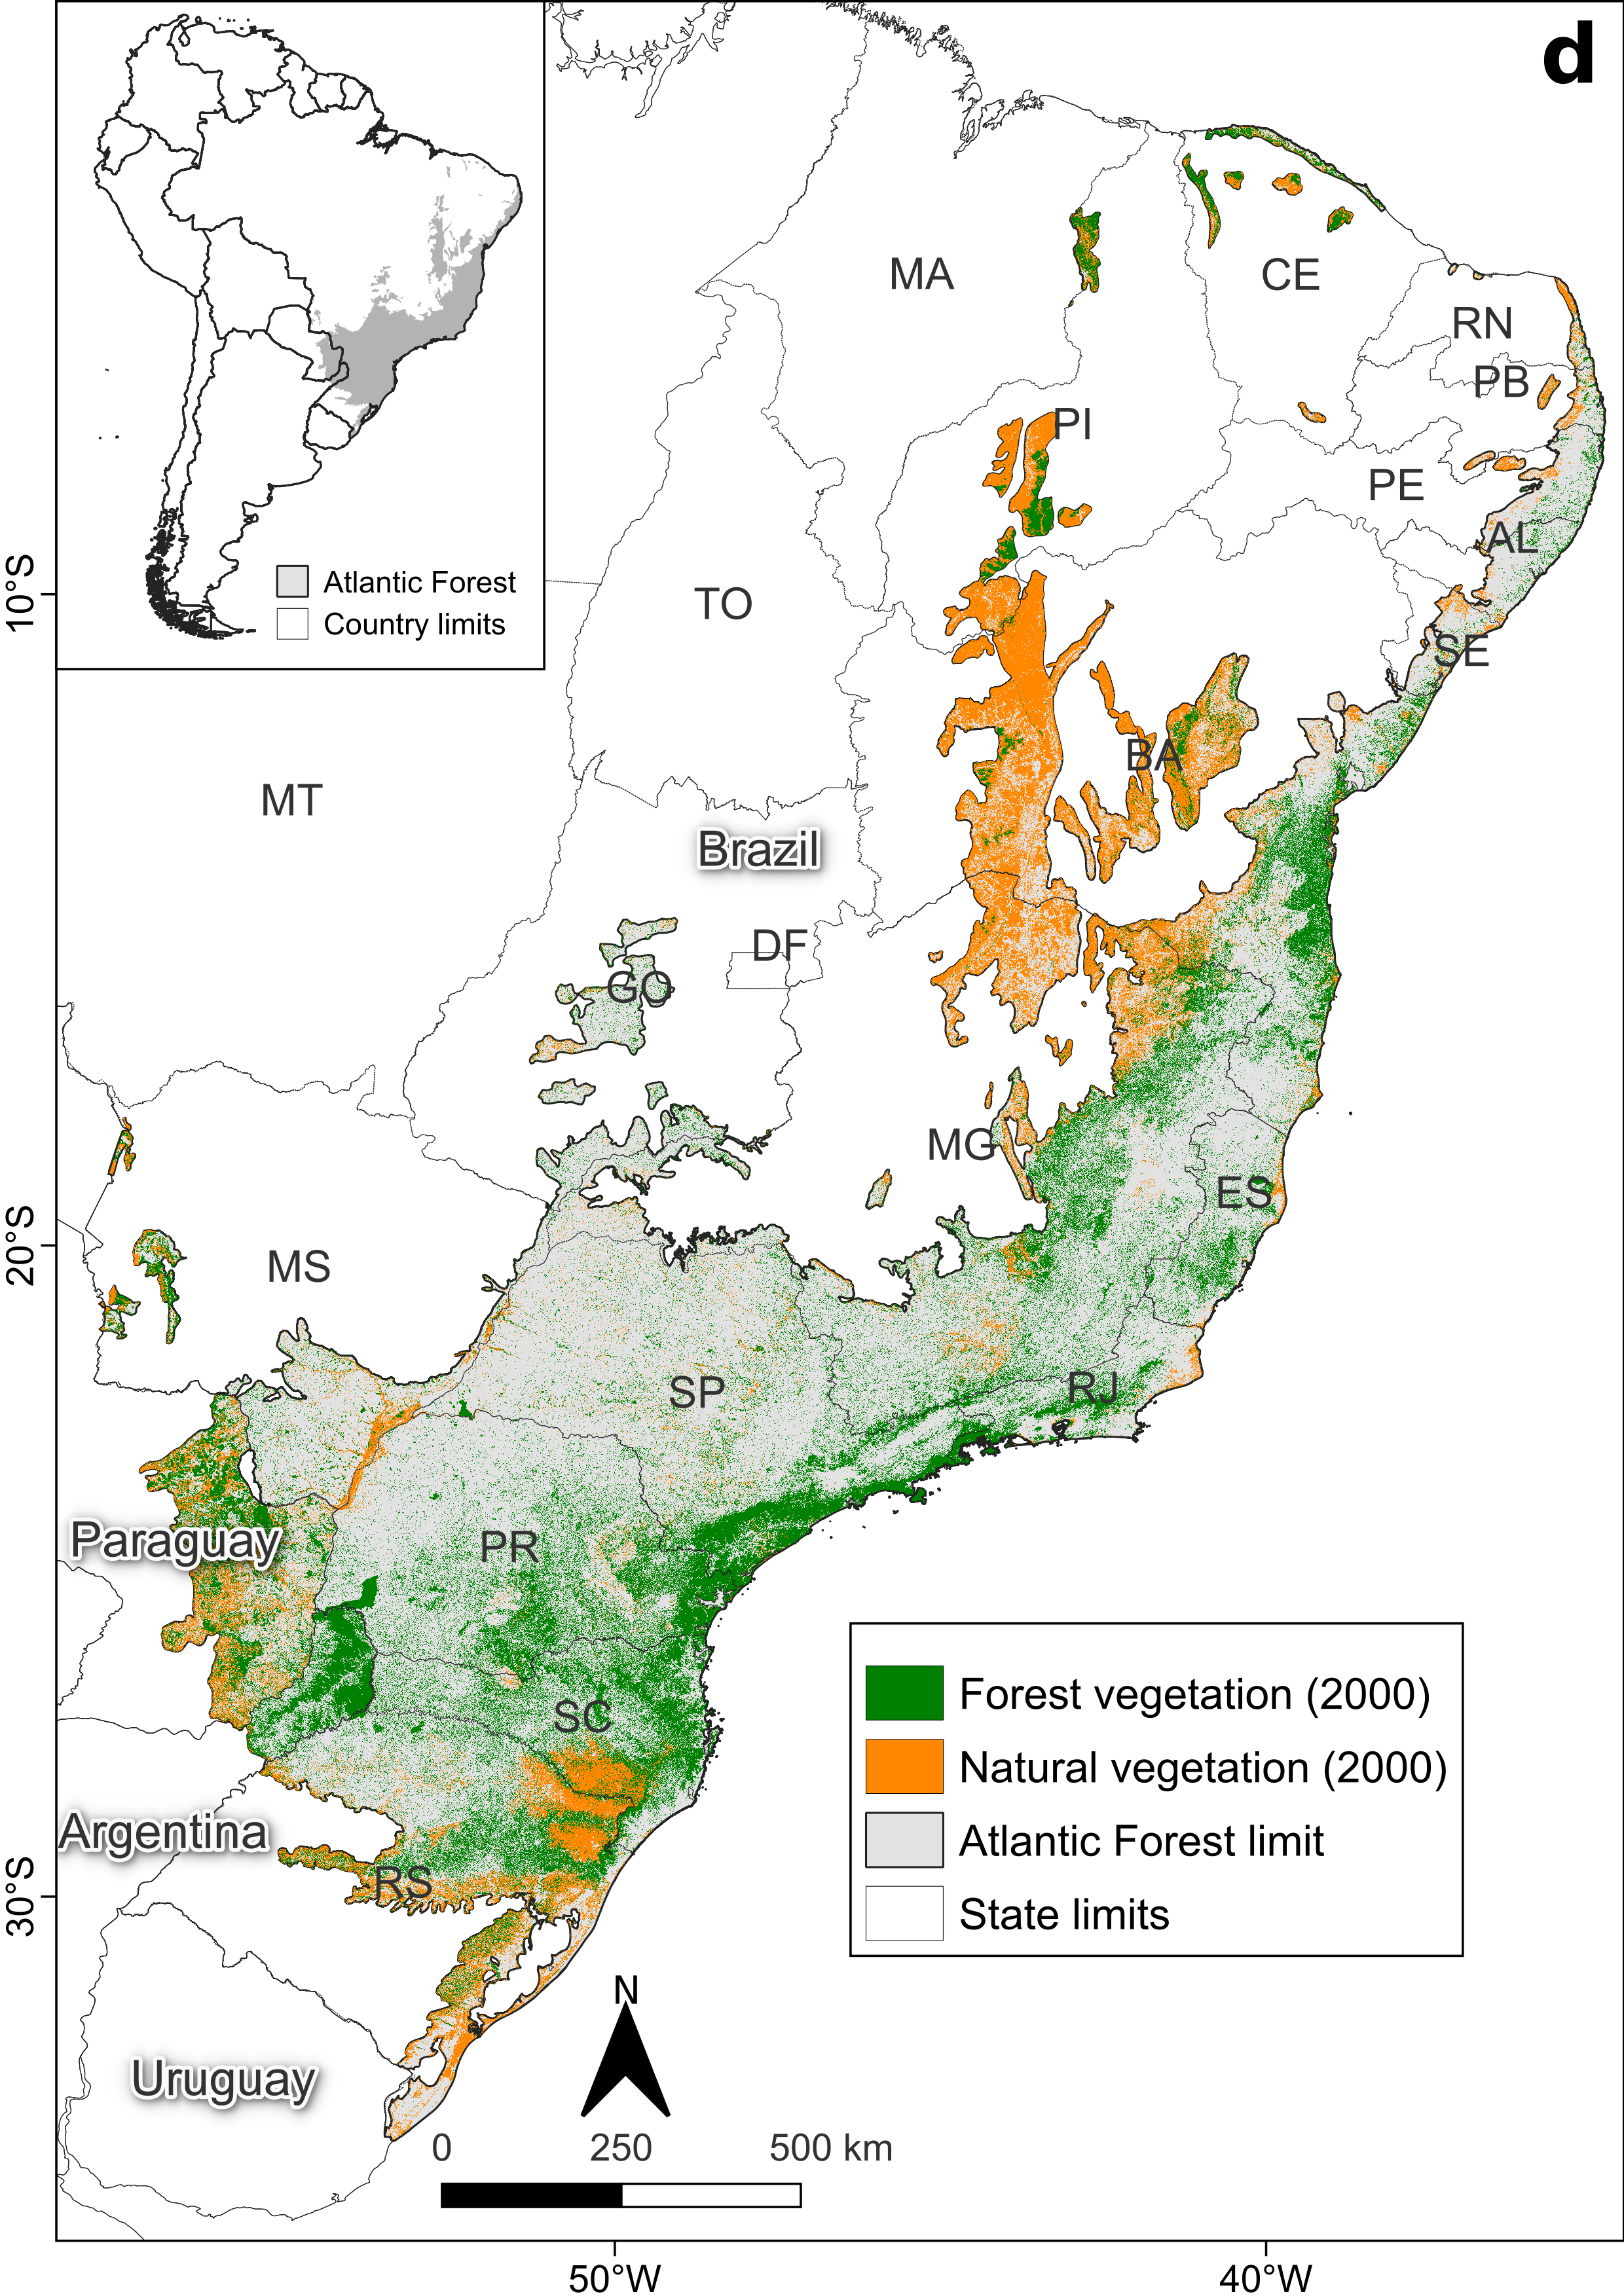 d
Atlantic Forest
Country limits
MA
CE
RN
PB
PI
PE
AL
10°S
TO
SE
BA
MT
Brazil
DF
GO
MG
ES
20°S
MS
SP
RJ
Paraguay
PR
SC
Forest vegetation (2000)
Natural vegetation (2000)
Atlantic Forest limit
State limits
Argentina
RS
30°S
N
Uruguay
0 250 500 km
50°W 40°W